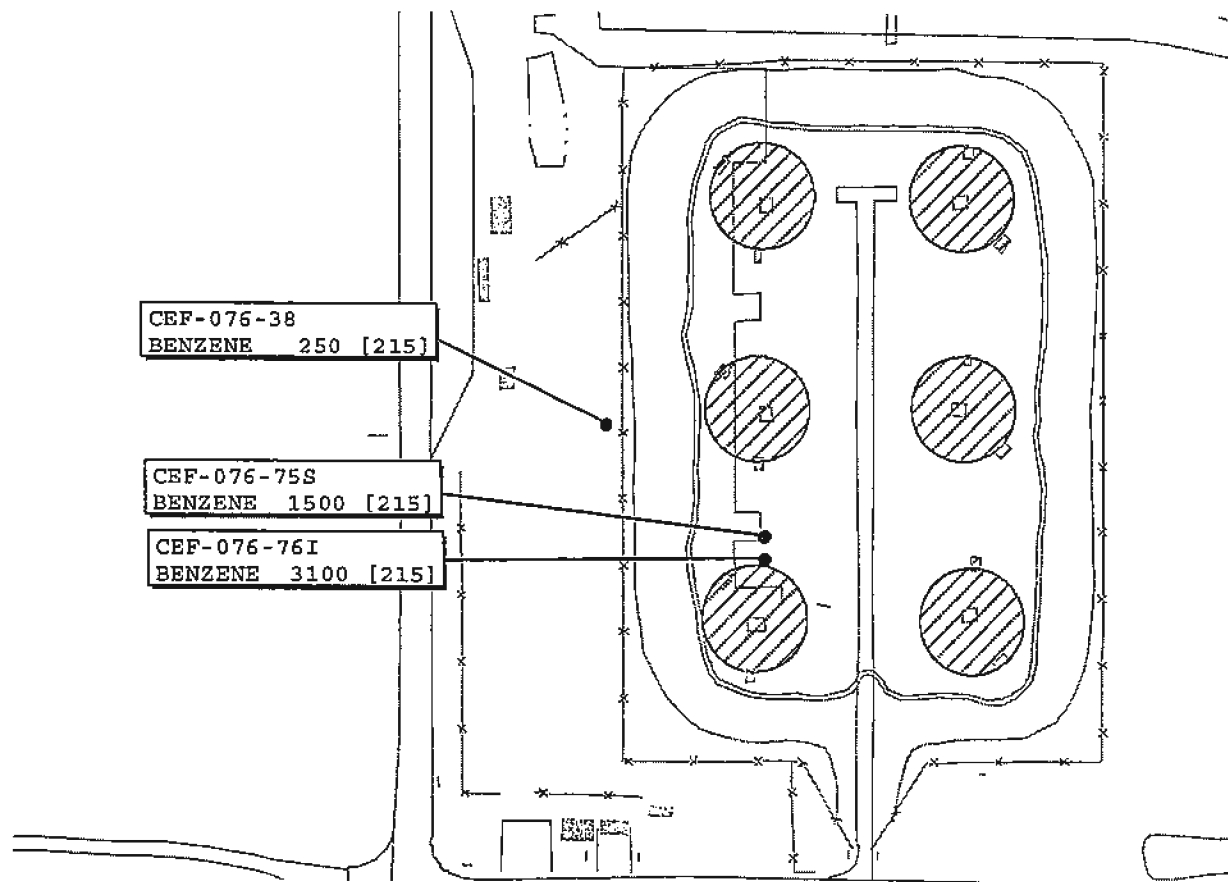 CEF-076-38
BENZENE 250 [215]
CEF-076-75S
BENZENE 1500 [215]
CEF-076-76I
BENZENE 3100 [215]